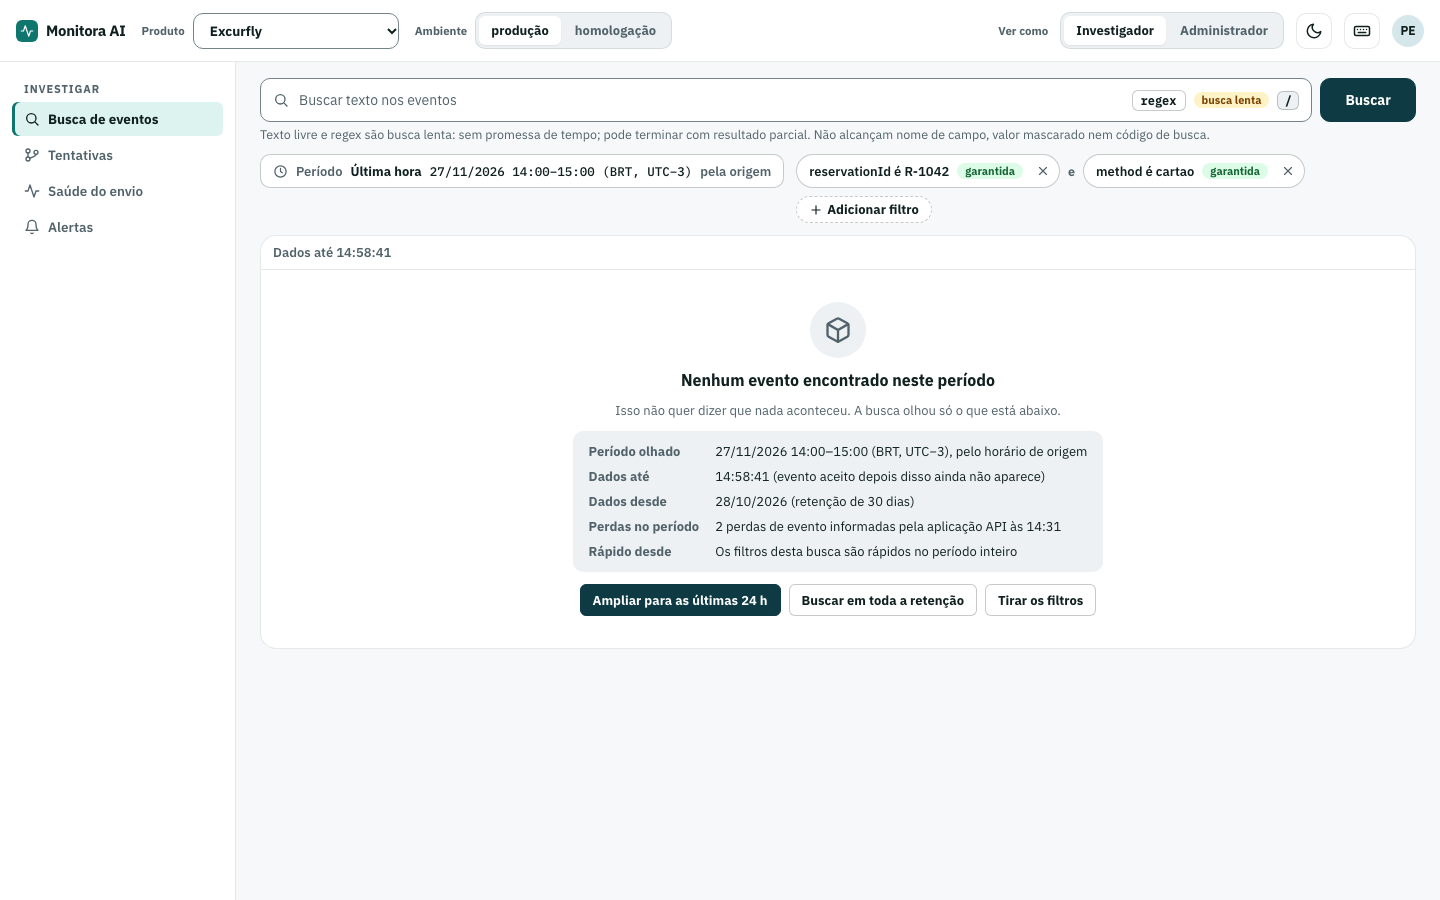 Monitora AI Produto Excurfly Ambiente produção homologação Ver como Investigador Administrador PE
INVESTIGAR
Busca de eventos
Tentativas
Saúde do envio
Alertas
Buscar texto nos eventos regex busca lenta / Buscar
Texto livre e regex são busca lenta: sem promessa de tempo; pode terminar com resultado parcial. Não alcançam nome de campo, valor mascarado nem código de busca.
Período Última hora 27/11/2026 14:00–15:00 (BRT, UTC−3) pela origem reservationId é R-1042 garantida e method é cartao garantida
Adicionar filtro
Dados até 14:58:41
Nenhum evento encontrado neste período
Isso não quer dizer que nada aconteceu. A busca olhou só o que está abaixo.
Período olhado 27/11/2026 14:00–15:00 (BRT, UTC−3), pelo horário de origem
Dados até 14:58:41 (evento aceito depois disso ainda não aparece)
Dados desde 28/10/2026 (retenção de 30 dias)
Perdas no período 2 perdas de evento informadas pela aplicação API às 14:31
Rápido desde Os filtros desta busca são rápidos no período inteiro
Ampliar para as últimas 24 h Buscar em toda a retenção Tirar os filtros